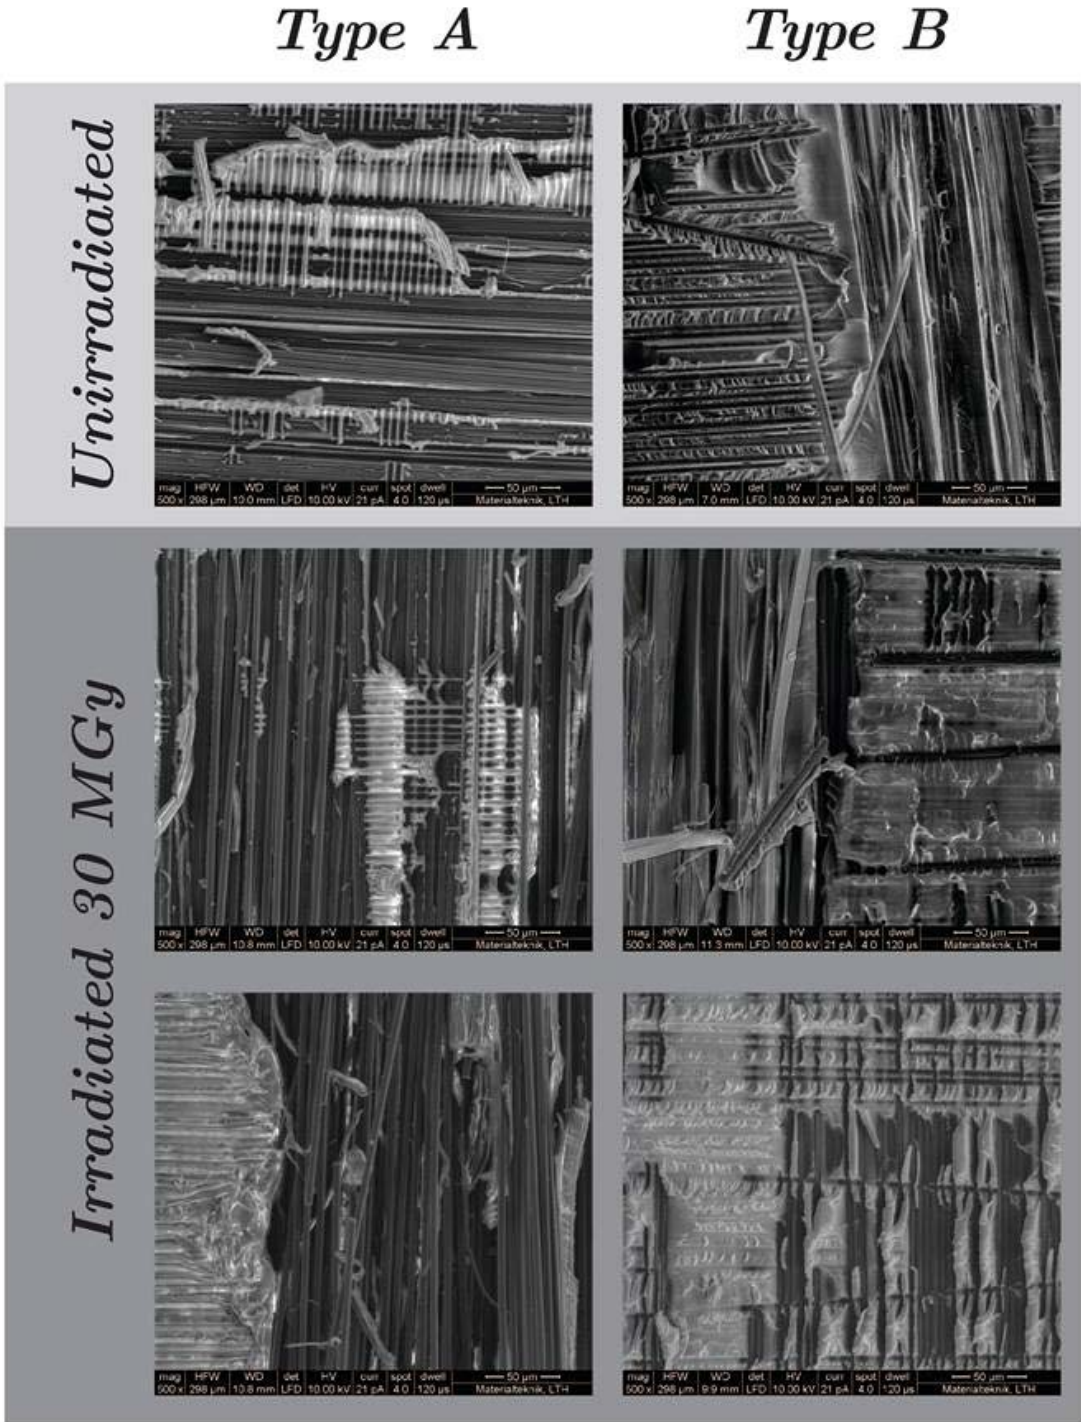 Type A
Type B
Unirradiated
mag HFW WD det HV curr spot dwell
500 x 298 µm 10.0 mm LFD 10.00 kV 21 pA 4.0 120 µs
50 µm
Materialteknik, LTH
mag HFW WD det HV curr spot dwell
500 x 298 µm 7.0 mm LFD 10.00 kV 21 pA 4.0 120 µs
50 µm
Materialteknik, LTH
Irradiated 30 MGy
mag HFW WD det HV curr spot dwell
500 x 298 µm 10.8 mm LFD 10.00 kV 21 pA 4.0 120 µs
50 µm
Materialteknik, LTH
mag HFW WD det HV curr spot dwell
500 x 298 µm 11.3 mm LFD 10.00 kV 21 pA 4.0 120 µs
50 µm
Materialteknik, LTH
mag HFW WD det HV curr spot dwell
500 x 298 µm 10.8 mm LFD 10.00 kV 21 pA 4.0 120 µs
50 µm
Materialteknik, LTH
mag HFW WD det HV curr spot dwell
500 x 298 µm 9.9 mm LFD 10.00 kV 21 pA 4.0 120 µs
50 µm
Materialteknik, LTH